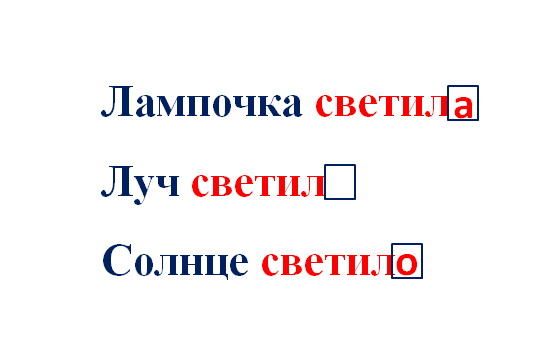 Лампочка светила
Луч светил
Солнце светило